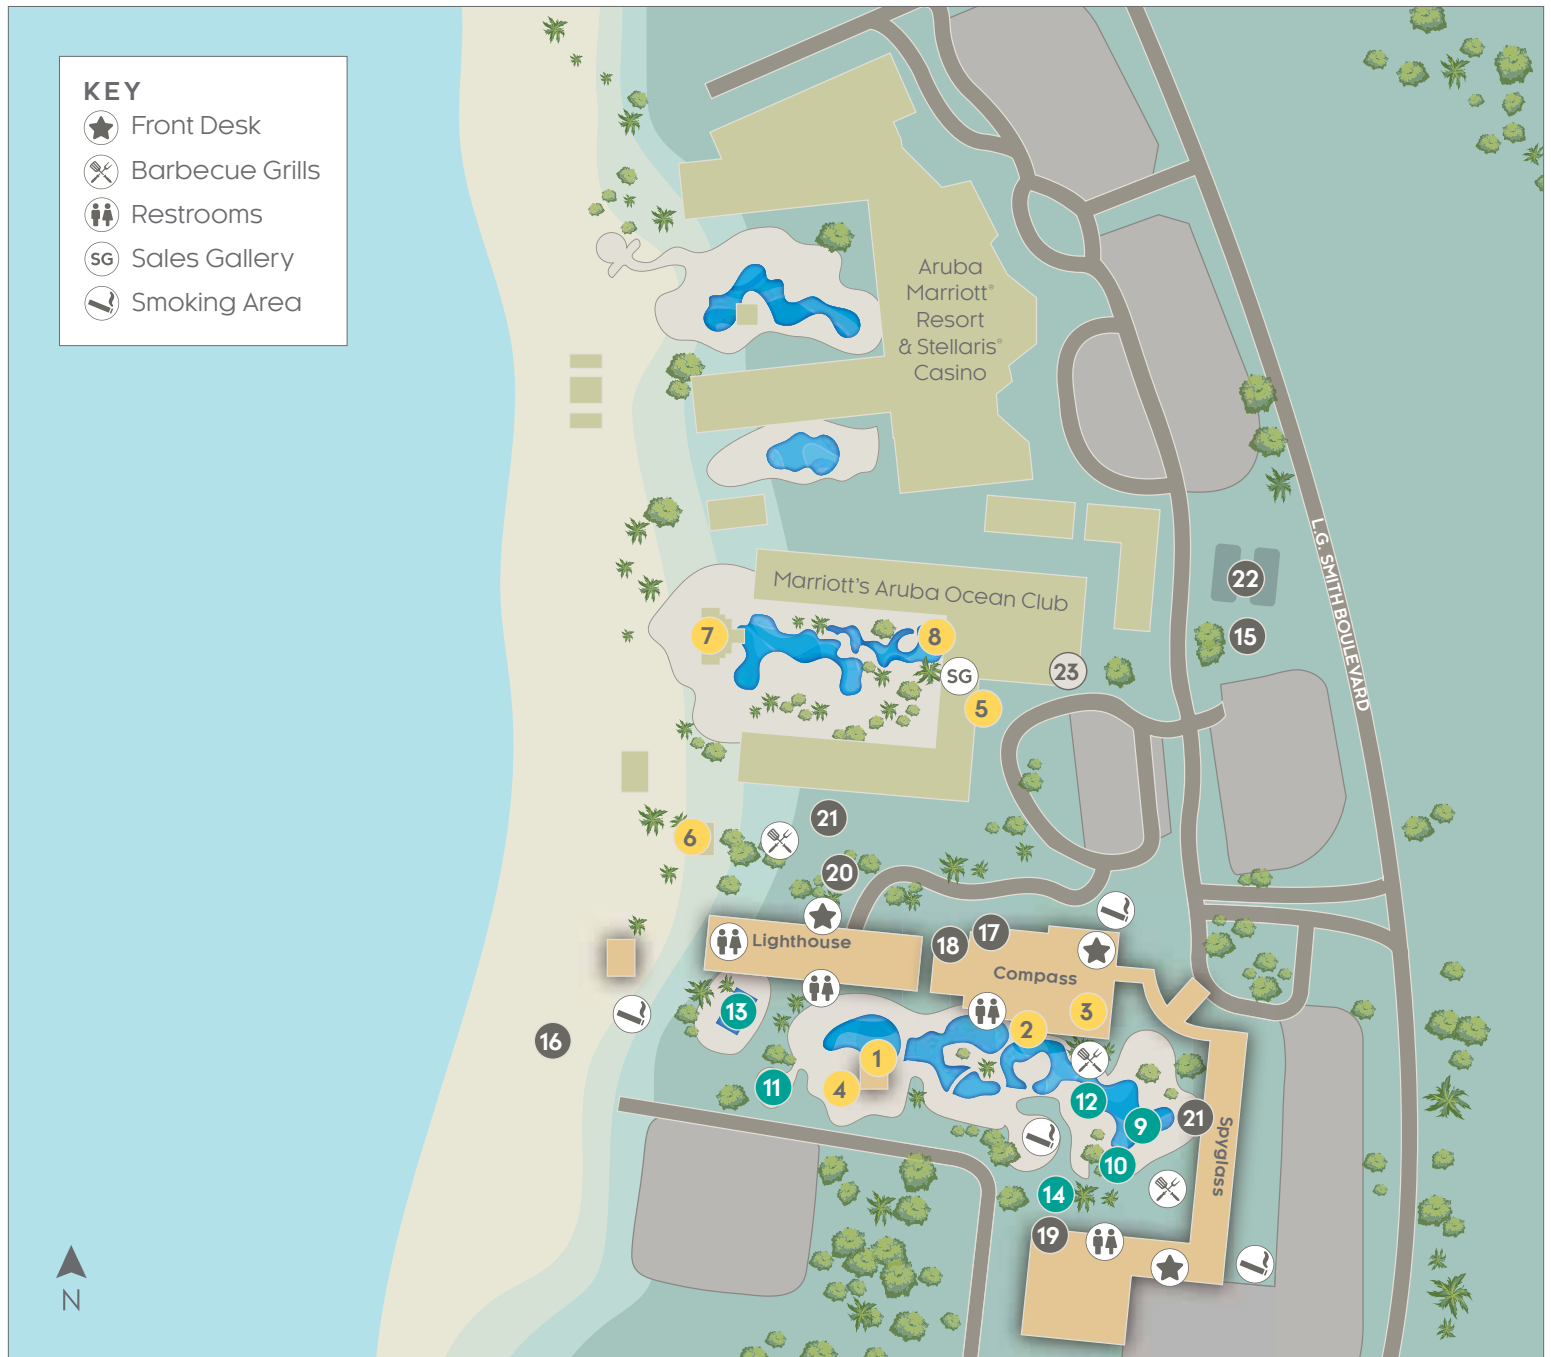 KEY
Front Desk
Barbecue Grills
Restrooms
SG Sales Gallery
Smoking Area
Aruba
Marriott®
Resort
& Stellaris®
Casino
L.G. SMITH BOULEVARD
Marriott's Aruba Ocean Club
22
15
7
8
SG
23
5
21
6
20
Lighthouse
18
17
Compass
13
3
16
2
1
4
11
12
9
21
10
Spyglass
14
19
N